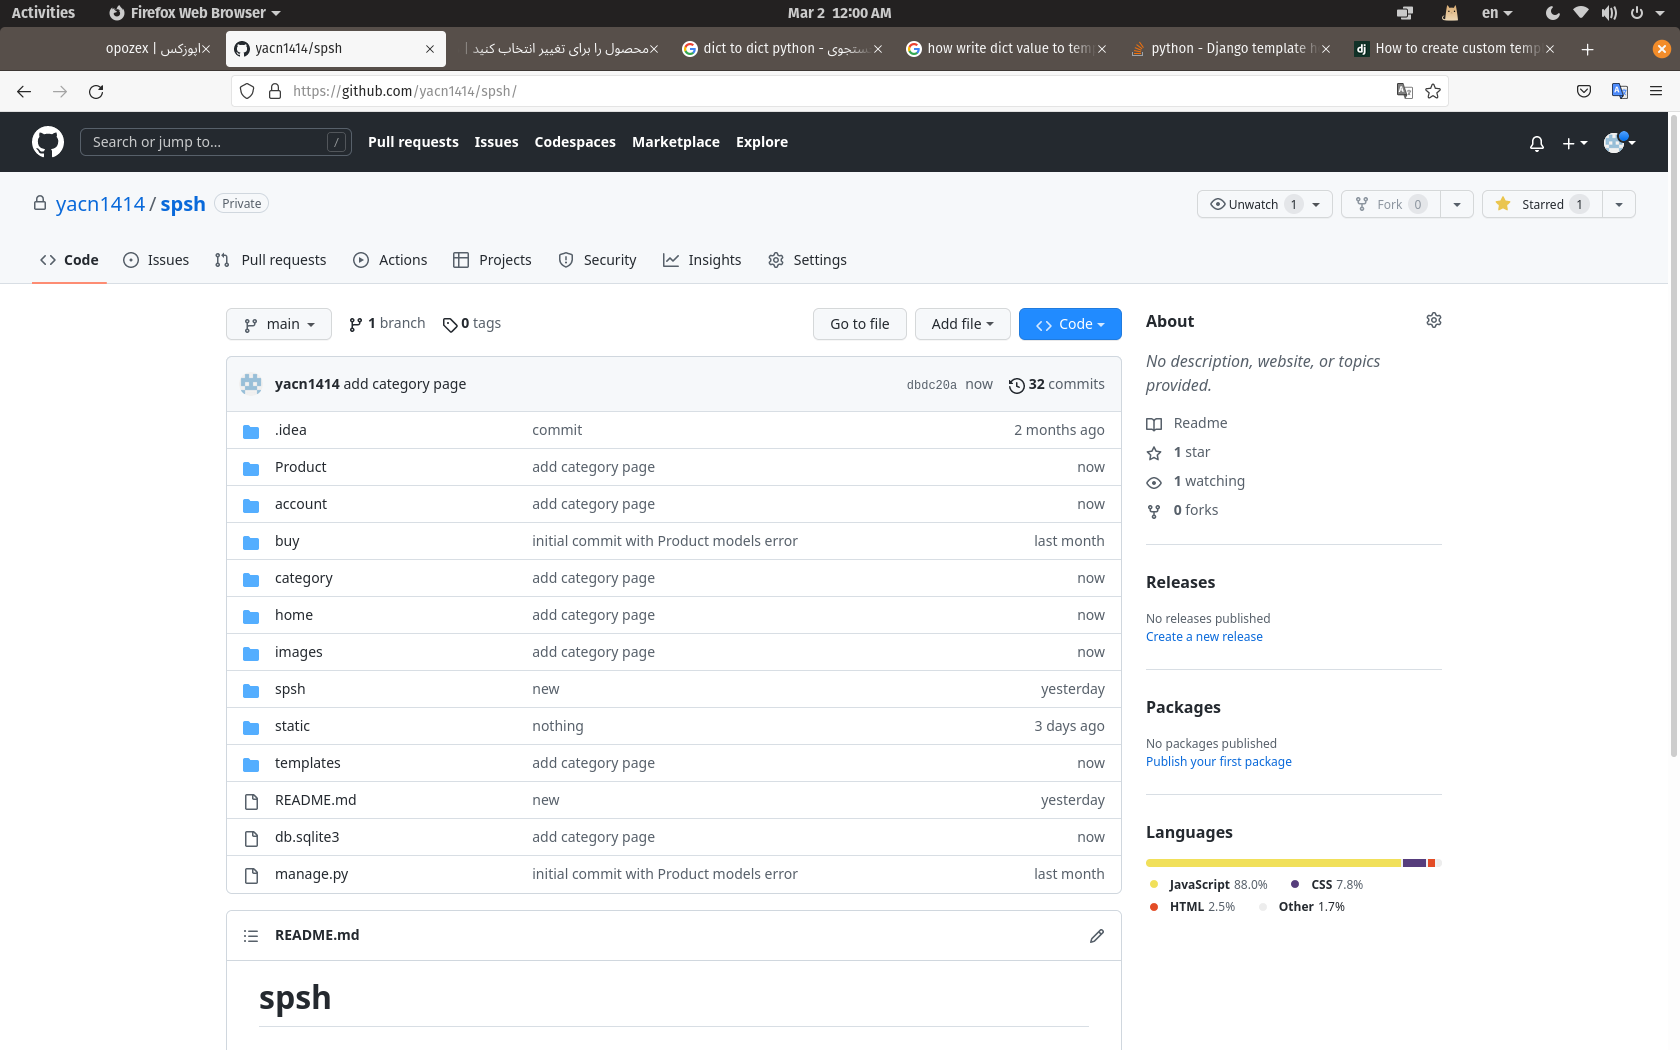 Activities Firefox Web Browser Mar 2 12:00 AM en
opozex | اپوزکس yacn1414/spsh محصول را برای تغییر انتخاب کنید | dict to dict python - جستجوی how write dict value to tem python - Django template h How to create custom temp
https://github.com/yacn1414/spsh/
Search or jump to... / Pull requests Issues Codespaces Marketplace Explore
yacn1414 / spsh Private Unwatch 1 Fork 0 Starred 1
Code Issues Pull requests Actions Projects Security Insights Settings
main 1 branch 0 tags Go to file Add file Code
yacn1414 add category page dbdc20a now 32 commits
.idea commit 2 months ago
Product add category page now
account add category page now
buy initial commit with Product models error last month
category add category page now
home add category page now
images add category page now
spsh new yesterday
static nothing 3 days ago
templates add category page now
README.md new yesterday
db.sqlite3 add category page now
manage.py initial commit with Product models error last month
README.md
spsh
About
No description, website, or topics
provided.
Readme
1 star
1 watching
0 forks
Releases
No releases published
Create a new release
Packages
No packages published
Publish your first package
Languages
JavaScript 88.0% CSS 7.8%
HTML 2.5% Other 1.7%